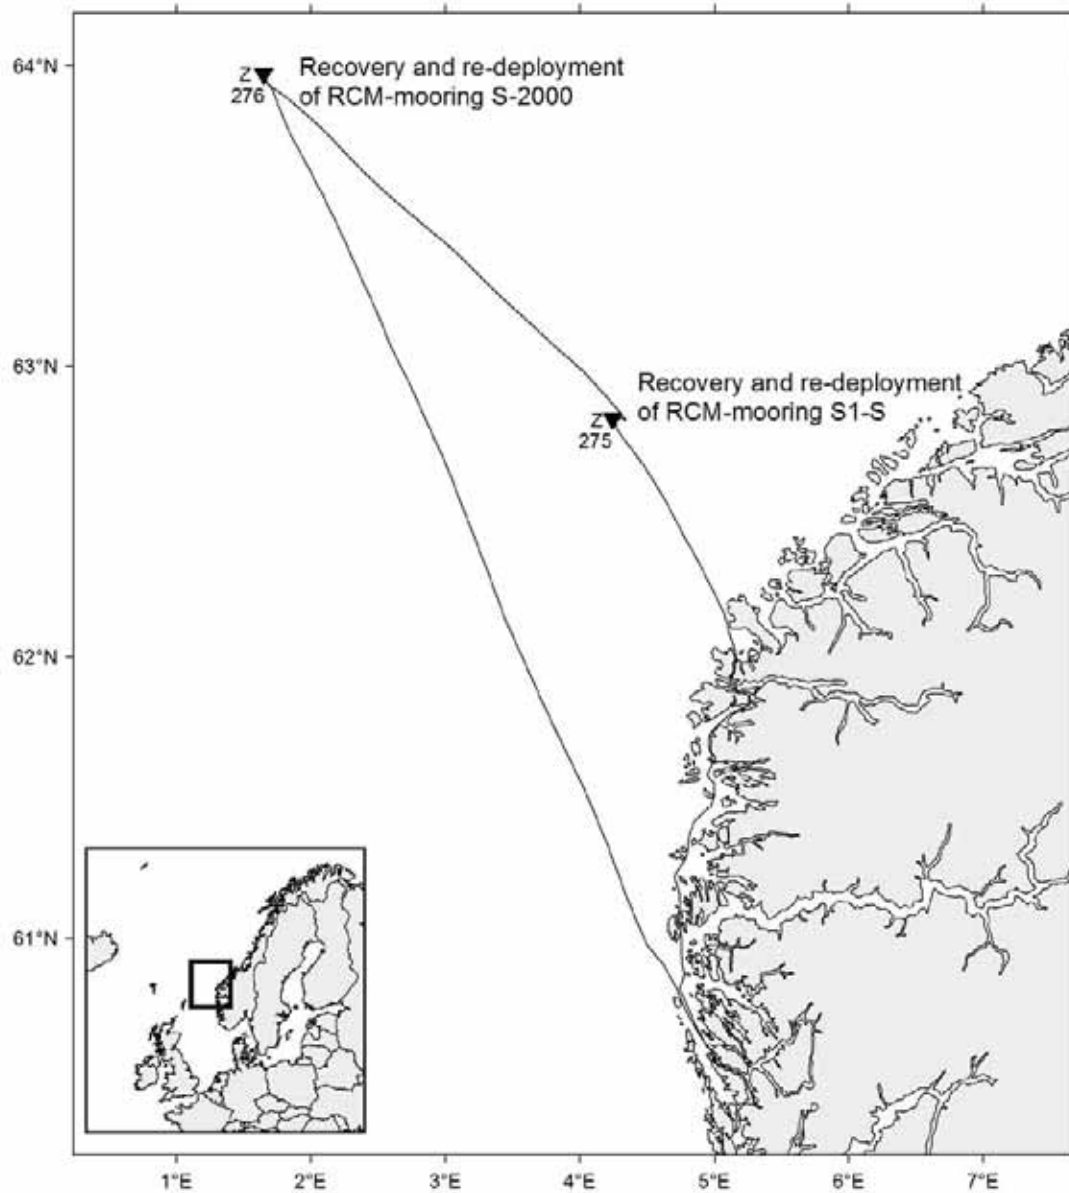 64°N
Z
276
Recovery and re-deployment
of RCM-mooring S-2000
63°N
Recovery and re-deployment
of RCM-mooring S1-S
Z
275
62°N
61°N
1°E
2°E
3°E
4°E
5°E
6°E
7°E